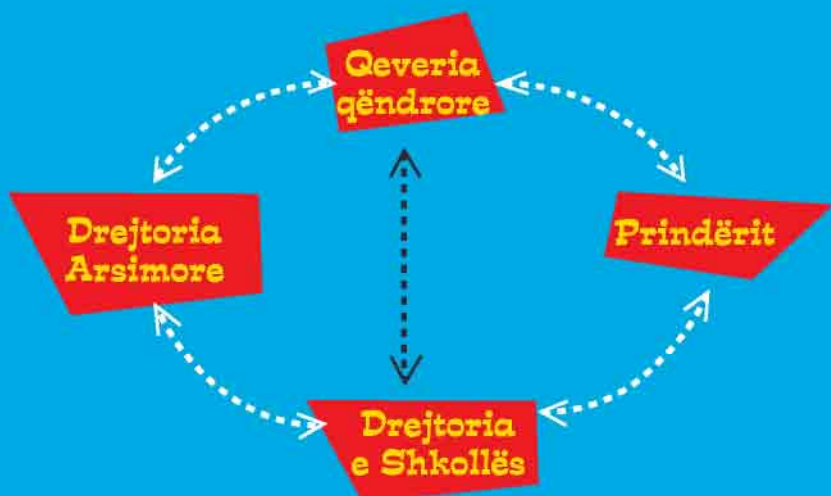 Qeveria
qëndrore
Drejtoria
Arsimore
Prindërit
Drejtoria
e Shkollës